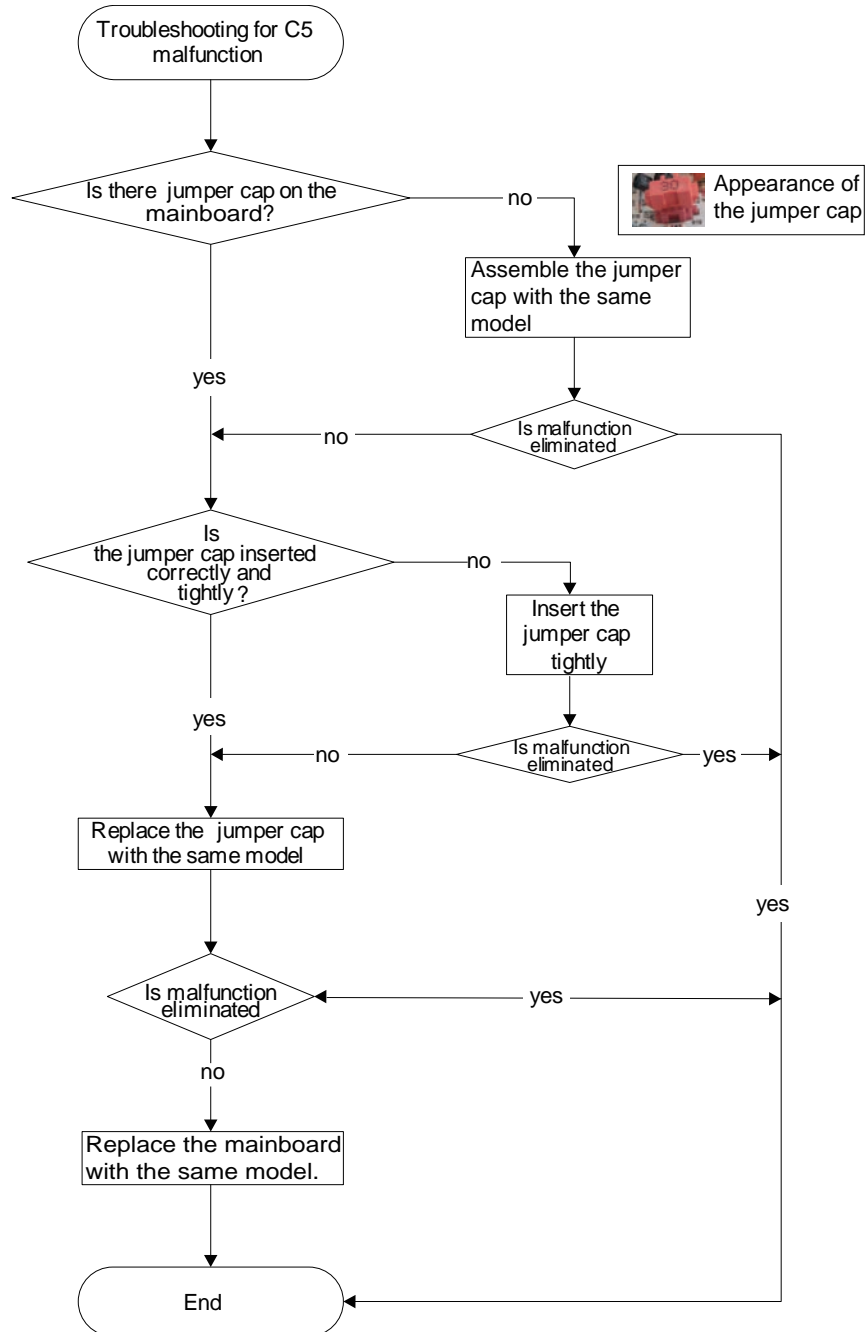 Troubleshooting for C5
malfunction
Is there jumper cap on the
mainboard?
no
Appearance of
the jumper cap
Assemble the jumper
cap with the same
model
yes
no
Is malfunction
eliminated
Is
the jumper cap inserted
correctly and
tightly?
no
Insert the
jumper cap
tightly
yes
no
Is malfunction
eliminated
yes
Replace the jumper cap
with the same model
yes
Is malfunction
eliminated
yes
no
Replace the mainboard
with the same model.
End